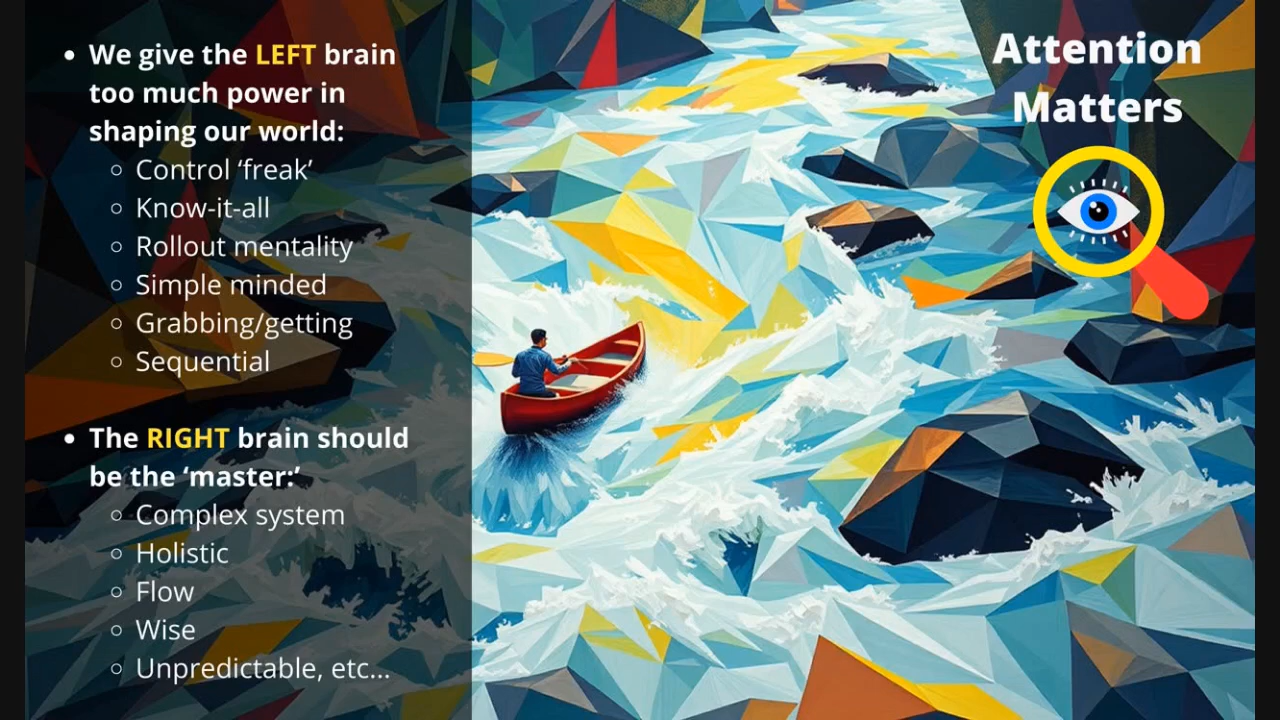 • We give the LEFT brain
too much power in
shaping our world:
○ Control ‘freak’
○ Know-it-all
○ Rollout mentality
○ Simple minded
○ Grabbing/getting
○ Sequential
• The RIGHT brain should
be the ‘master:’
○ Complex system
○ Holistic
○ Flow
○ Wise
○ Unpredictable, etc...
Attention
Matters